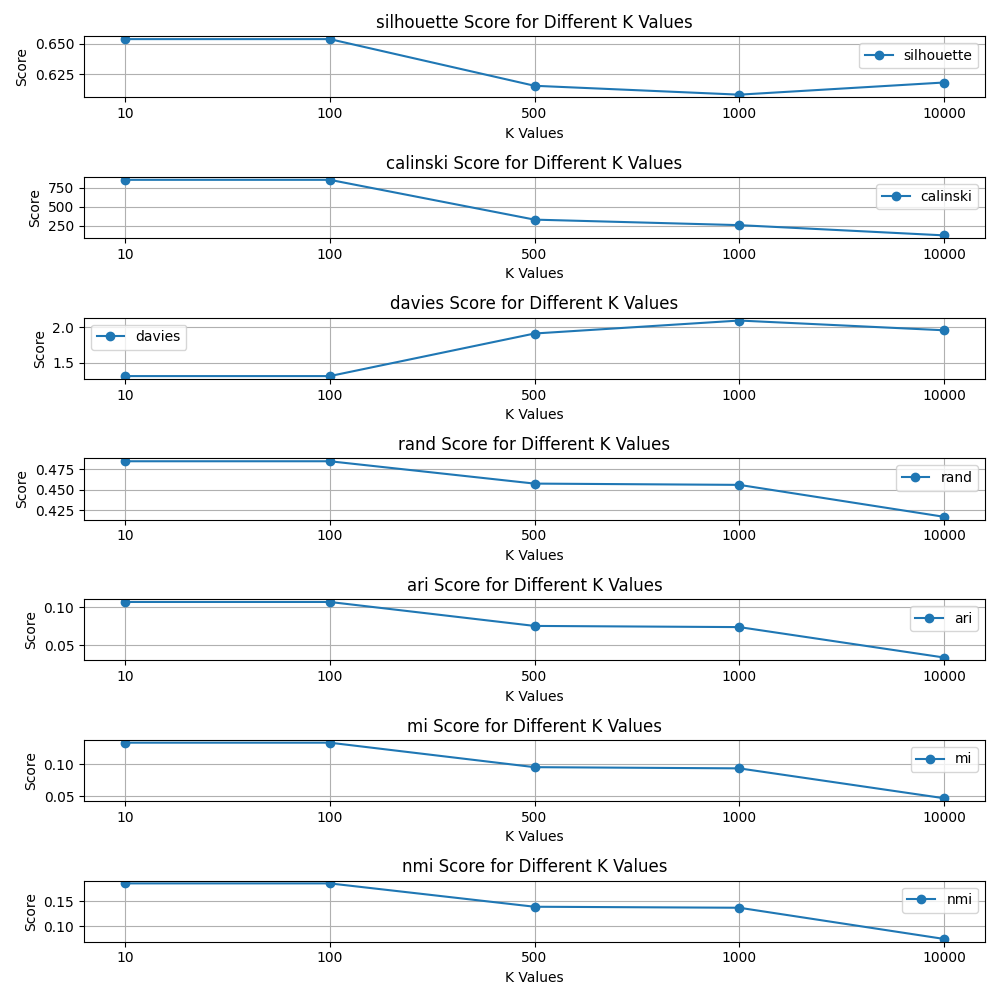 silhouette Score for Different K Values
Score
0.650
0.625
silhouette
10 100 500 1000 10000
K Values
calinski Score for Different K Values
Score
750
500
250
calinski
10 100 500 1000 10000
K Values
davies Score for Different K Values
Score
2.0
1.5
davies
10 100 500 1000 10000
K Values
rand Score for Different K Values
Score
0.475
0.450
0.425
rand
10 100 500 1000 10000
K Values
ari Score for Different K Values
Score
0.10
0.05
ari
10 100 500 1000 10000
K Values
mi Score for Different K Values
Score
0.10
0.05
mi
10 100 500 1000 10000
K Values
nmi Score for Different K Values
Score
0.15
0.10
nmi
10 100 500 1000 10000
K Values